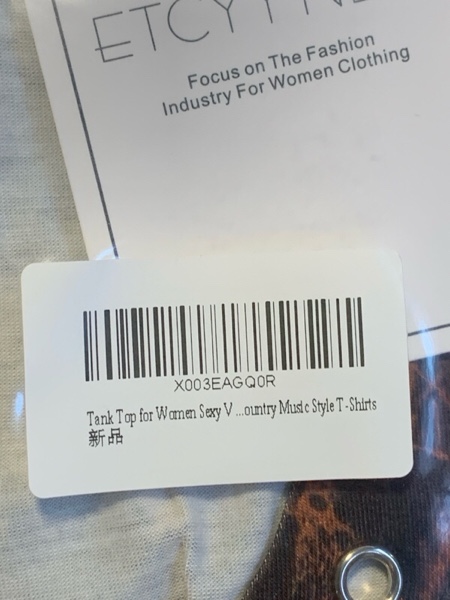 Focus on The Fashion
Industry For Women Clothing
X003EAGQ0R
Tank Top for Women Sexy V ...ountry Music Style T-Shirts
新品